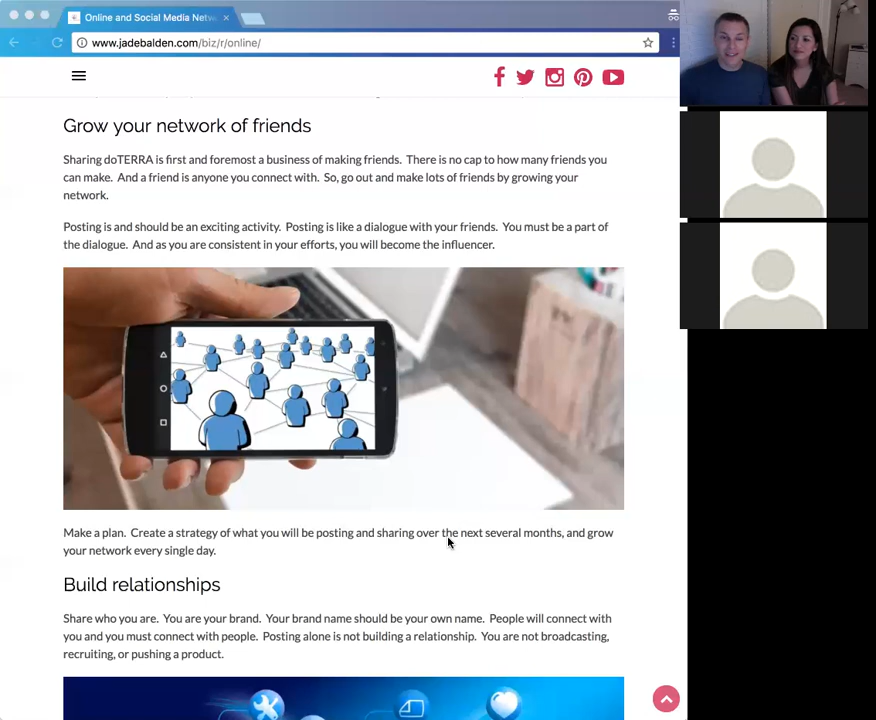 Online and Social Media Netw
www.jadebalden.com/biz/r/online/
Grow your network of friends
Sharing doTERRA is first and foremost a business of making friends. There is no cap to how many friends you
can make. And a friend is anyone you connect with. So, go out and make lots of friends by growing your
network.
Posting is and should be an exciting activity. Posting is like a dialogue with your friends. You must be a part of
the dialogue. And as you are consistent in your efforts, you will become the influencer.
Make a plan. Create a strategy of what you will be posting and sharing over the next several months, and grow
your network every single day.
Build relationships
Share who you are. You are your brand. Your brand name should be your own name. People will connect with
you and you must connect with people. Posting alone is not building a relationship. You are not broadcasting,
recruiting, or pushing a product.